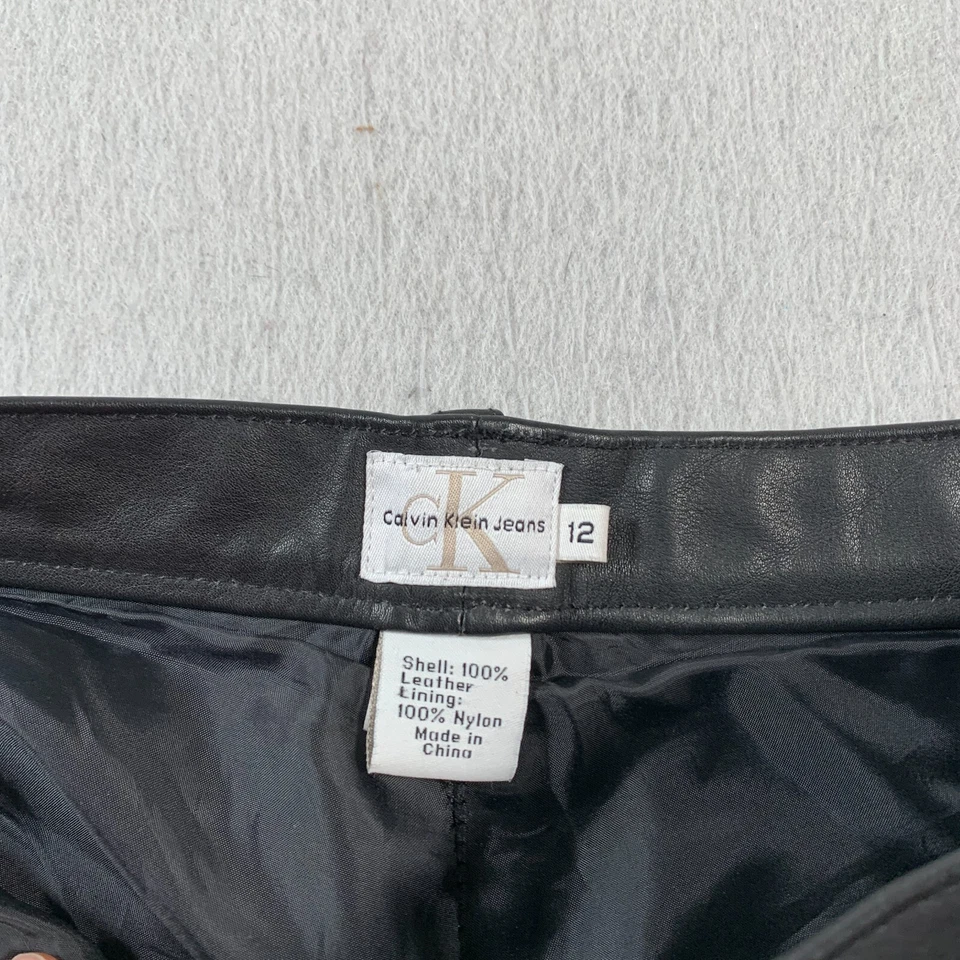 CK
Calvin Klein Jeans
12
Shell: 100%
Leather
Lining:
100% Nylon
Made in
China